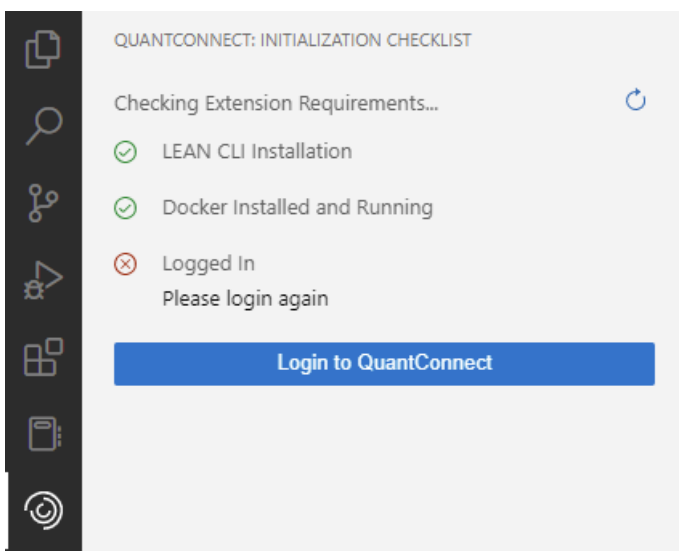 QUANTCONNECT: INITIALIZATION CHECKLIST
Checking Extension Requirements...
LEAN CLI Installation
Docker Installed and Running
Logged In
Please login again
Login to QuantConnect